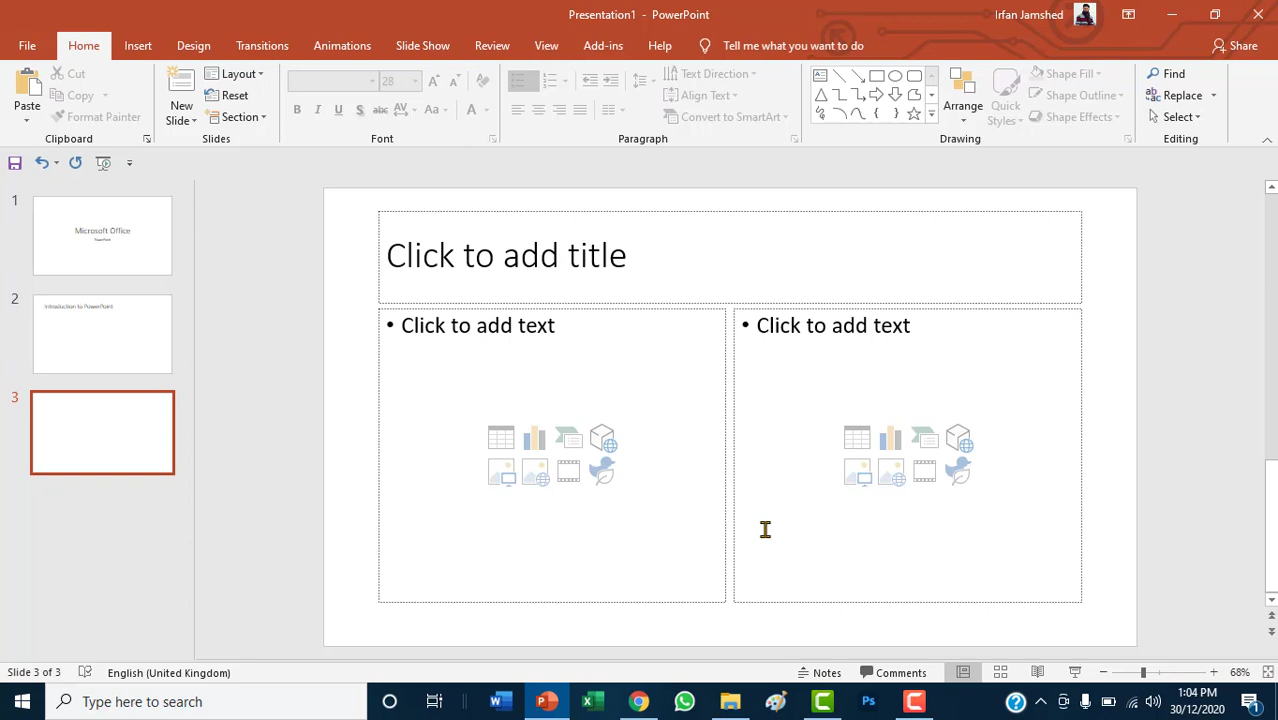 Presentation1 - PowerPoint
Irfan Jamshed
File Home Insert Design Transitions Animations Slide Show Review View Add-ins Help Tell me what you want to do Share
Paste
Cut
Copy
Format Painter
Clipboard
New Slide
Layout
Reset
Section
Slides
28
B I U S abc AV Aa A
Font
Text Direction
Align Text
Convert to SmartArt
Paragraph
Arrange
Quick Styles
Shape Fill
Shape Outline
Shape Effects
Drawing
Find
Replace
Select
Editing
1
Microsoft Office
PowerPoint
2
Introduction to PowerPoint
3
Click to add title
• Click to add text
• Click to add text
Slide 3 of 3
English (United Kingdom)
Notes
Comments
68%
Type here to search
1:04 PM
30/12/2020